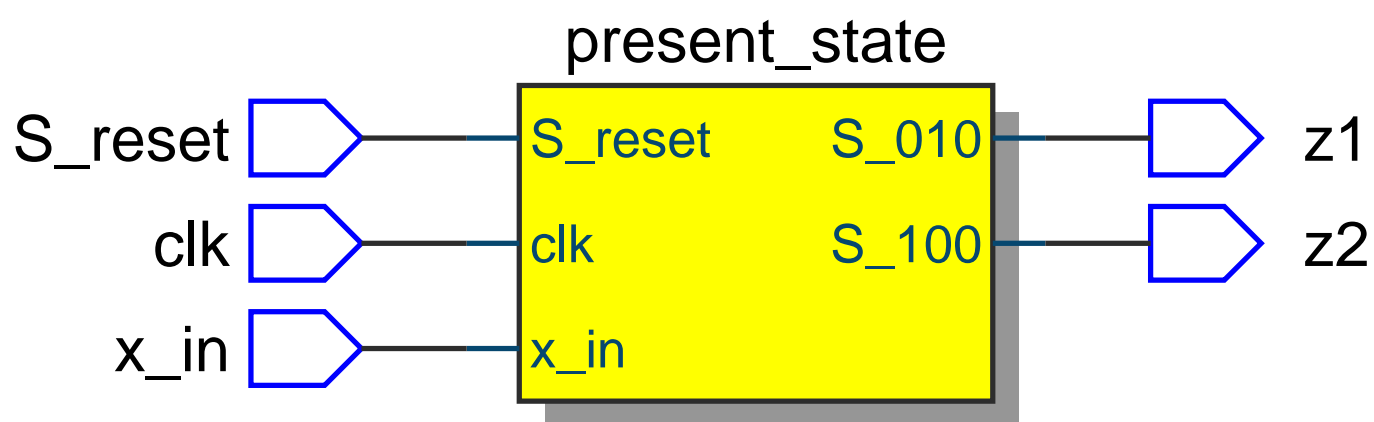 present_state
S_reset S_reset S_010 z1
clk clk S_100 z2
x_in x_in